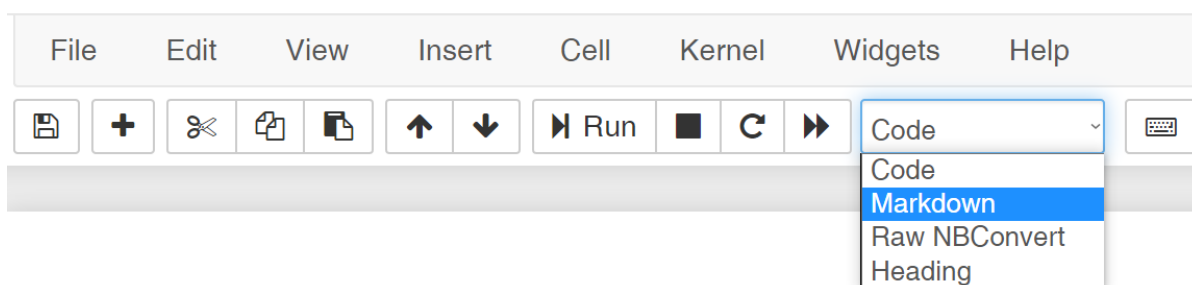 File Edit View Insert Cell Kernel Widgets Help
Run Code
Code
Markdown
Raw NBConvert
Heading